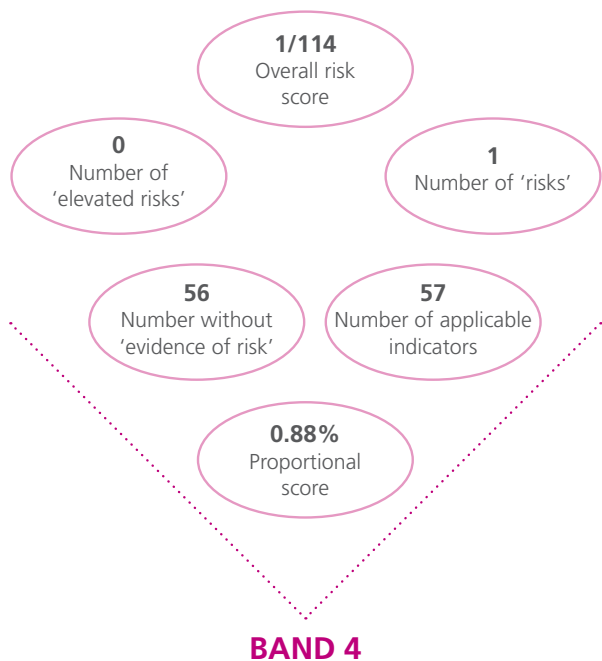 1/114
Overall risk
score
0
Number of
‘elevated risks’
1
Number of ‘risks’
56
Number without
‘evidence of risk’
57
Number of applicable
indicators
0.88%
Proportional
score
BAND 4